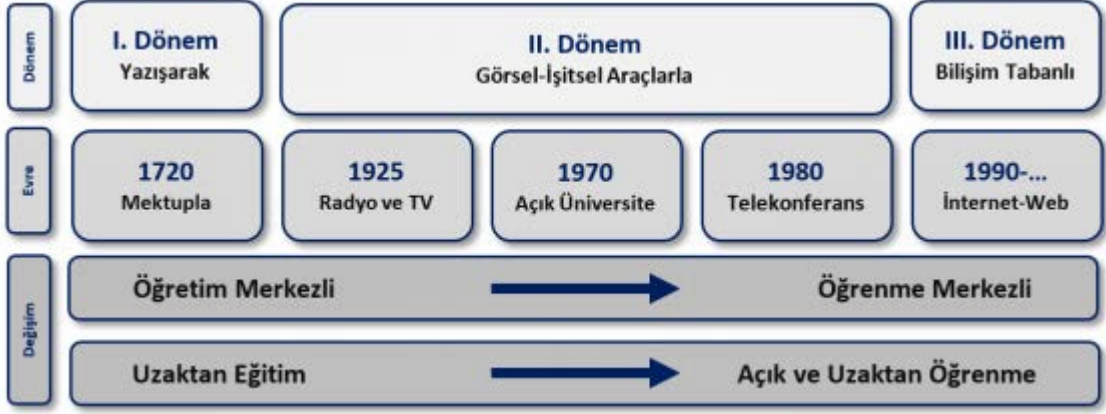 Dönem
I. Dönem
Yazışarak
II. Dönem
Görsel-İşitsel Araçlarla
III. Dönem
Bilişim Tabanlı
Evre
1720
Mektupla
1925
Radyo ve TV
1970
Açık Üniversite
1980
Telekonferans
1990-...
İnternet-Web
Değişim
Öğretim Merkezli
Öğrenme Merkezli
Uzaktan Eğitim
Açık ve Uzaktan Öğrenme